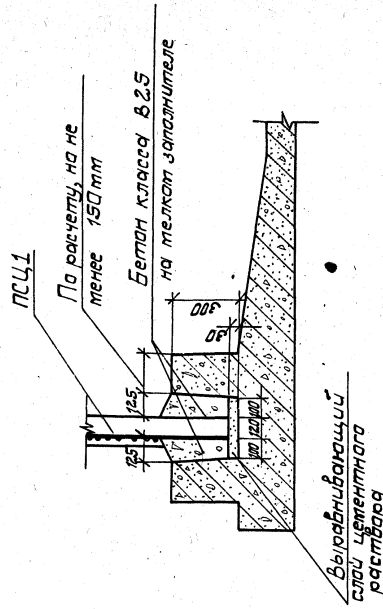 ПСЦ1
По расчету, но не
менее 150мм
Бетон класса В25
на мелком заполнителе
125
125
300
30
100 120 100
Выравнивающий
слой цементного
раствора